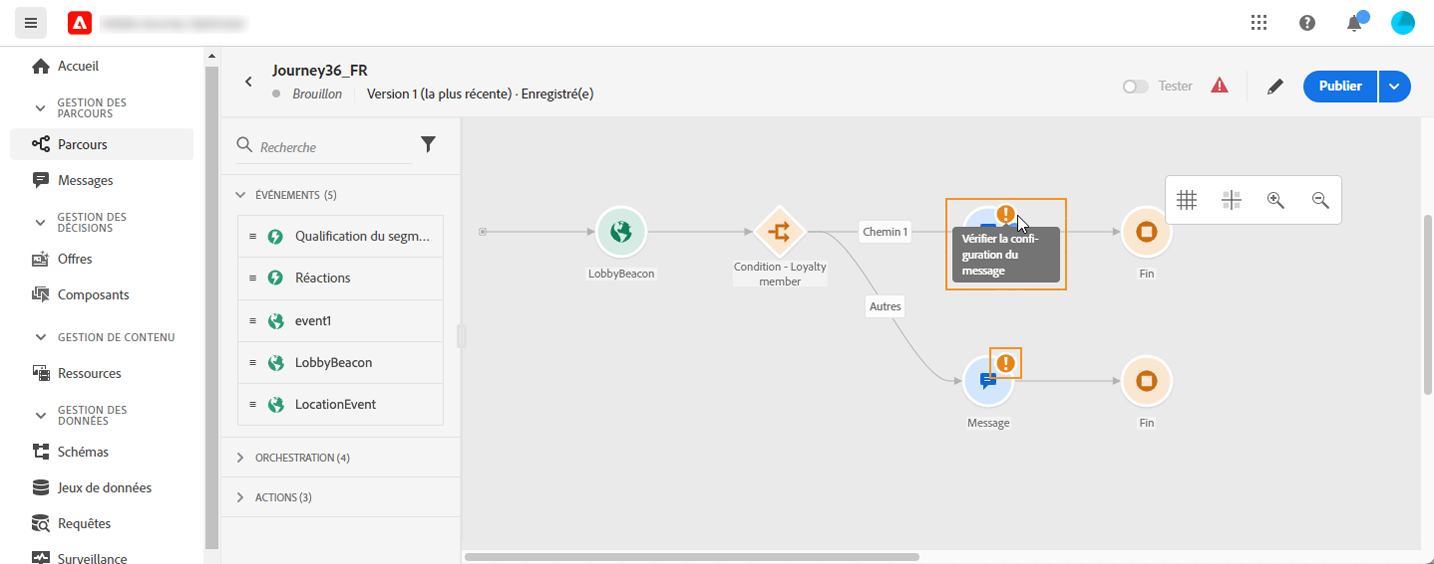 Accueil
GESTION DES
PARCOURS
Parcours
Messages
GESTION DES
DÉCISIONS
Offres
Composants
GESTION DE CONTENU
Ressources
GESTION DES
DONNÉES
Schémas
Jeux de données
Requêtes
Surveillance
Journey36_FR
Brouillon
Version 1 (la plus récente) · Enregistré(e)
Tester
Publier
Recherche
ÉVÉNEMENTS (5)
Qualification du segm...
Réactions
event1
LobbyBeacon
LocationEvent
ORCHESTRATION (4)
ACTIONS (3)
LobbyBeacon
Condition - Loyalty
member
Chemin 1
Vérifier la confi-
guration du
message
Fin
Autres
Message
Fin